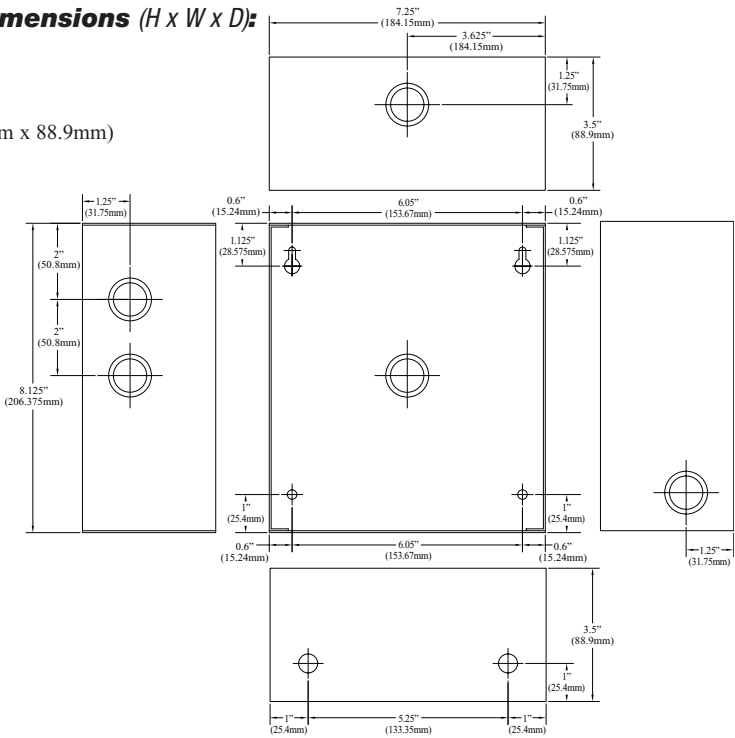 mensions (H x W x D):
m x 88.9mm)
7.25”
(184.15mm)
3.625”
(184.15mm)
1.25”
(31.75mm)
3.5”
(88.9mm)
1.25”
(31.75mm)
2”
(50.8mm)
2”
(50.8mm)
8.125”
(206.375mm)
0.6”
(15.24mm)
6.05”
(153.67mm)
0.6”
(15.24mm)
1.125”
(28.575mm)
1.125”
(28.575mm)
1”
(25.4mm)
1”
(25.4mm)
0.6”
(15.24mm)
6.05”
(153.67mm)
0.6”
(15.24mm)
1.25”
(31.75mm)
3.5”
(88.9mm)
1”
(25.4mm)
1”
(25.4mm)
5.25”
(133.35mm)
1”
(25.4mm)